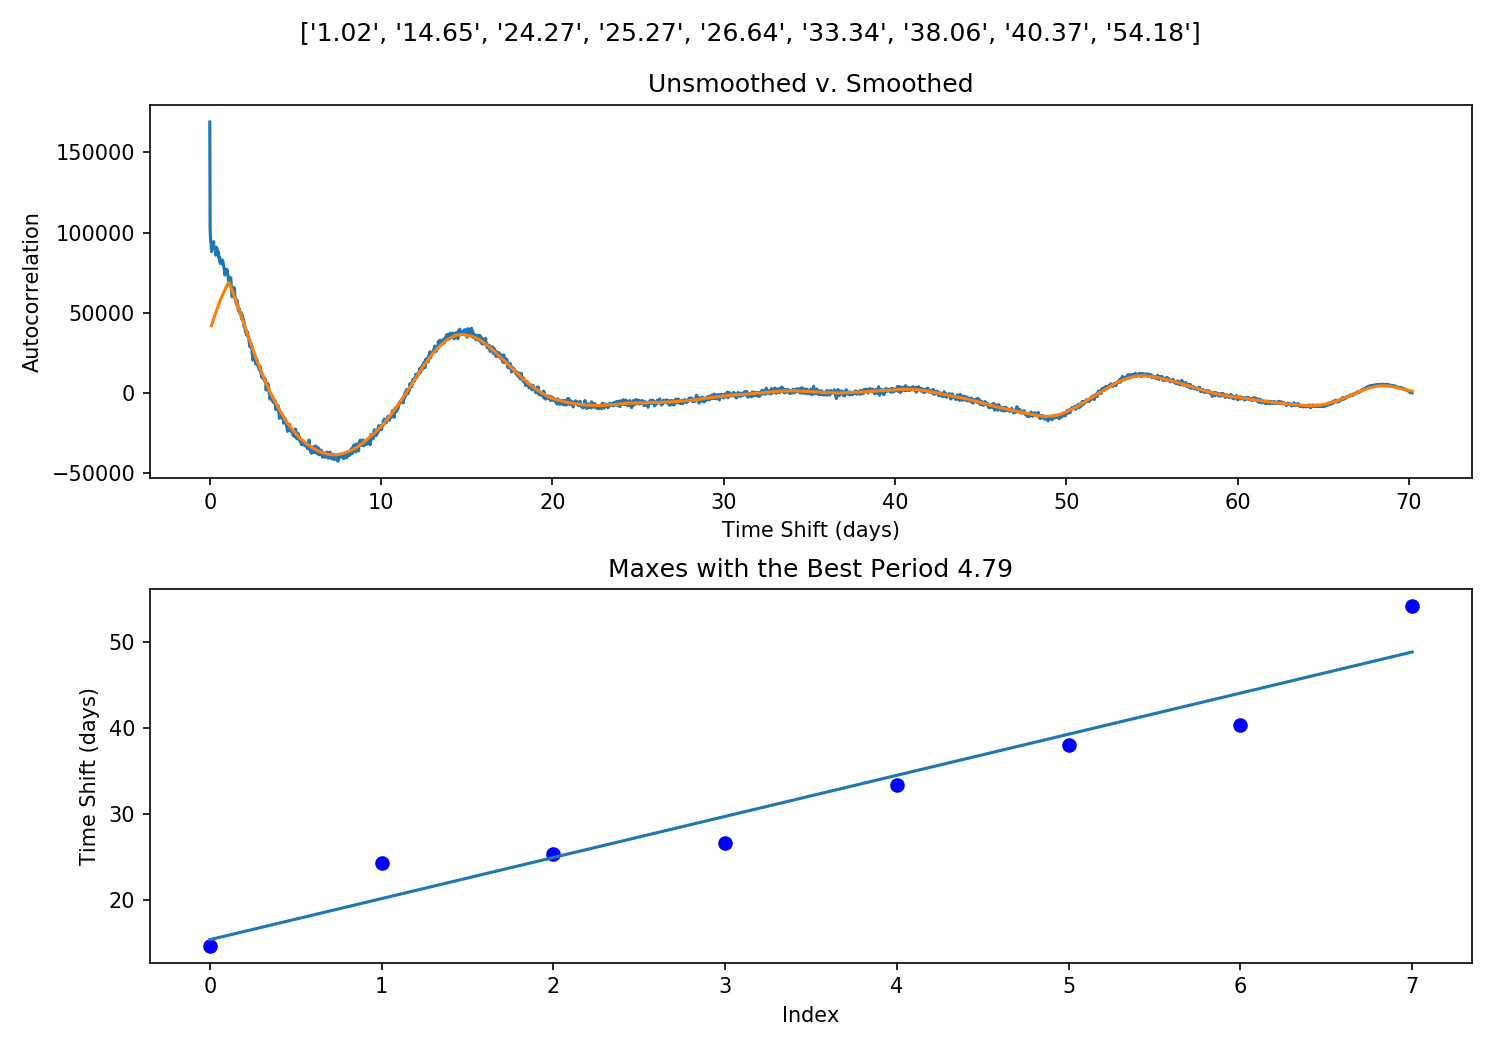 ['1.02', '14.65', '24.27', '25.27', '26.64', '33.34', '38.06', '40.37', '54.18']
Unsmoothed v. Smoothed
Autocorrelation
150000
100000
50000
0
−50000
0 10 20 30 40 50 60 70
Time Shift (days)
Maxes with the Best Period 4.79
Time Shift (days)
50
40
30
20
0 1 2 3 4 5 6 7
Index